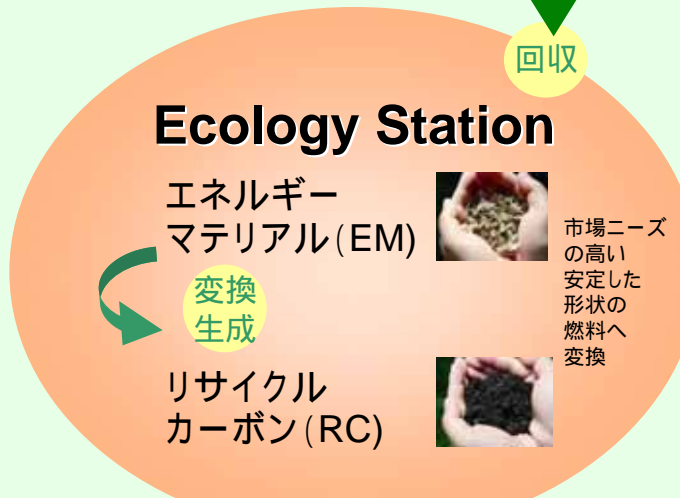 回収
Ecology Station
エネルギー
マテリアル(EM)
市場ニーズ
の高い
安定した
形状の
燃料へ
変換
変換
生成
リサイクル
カーボン(RC)